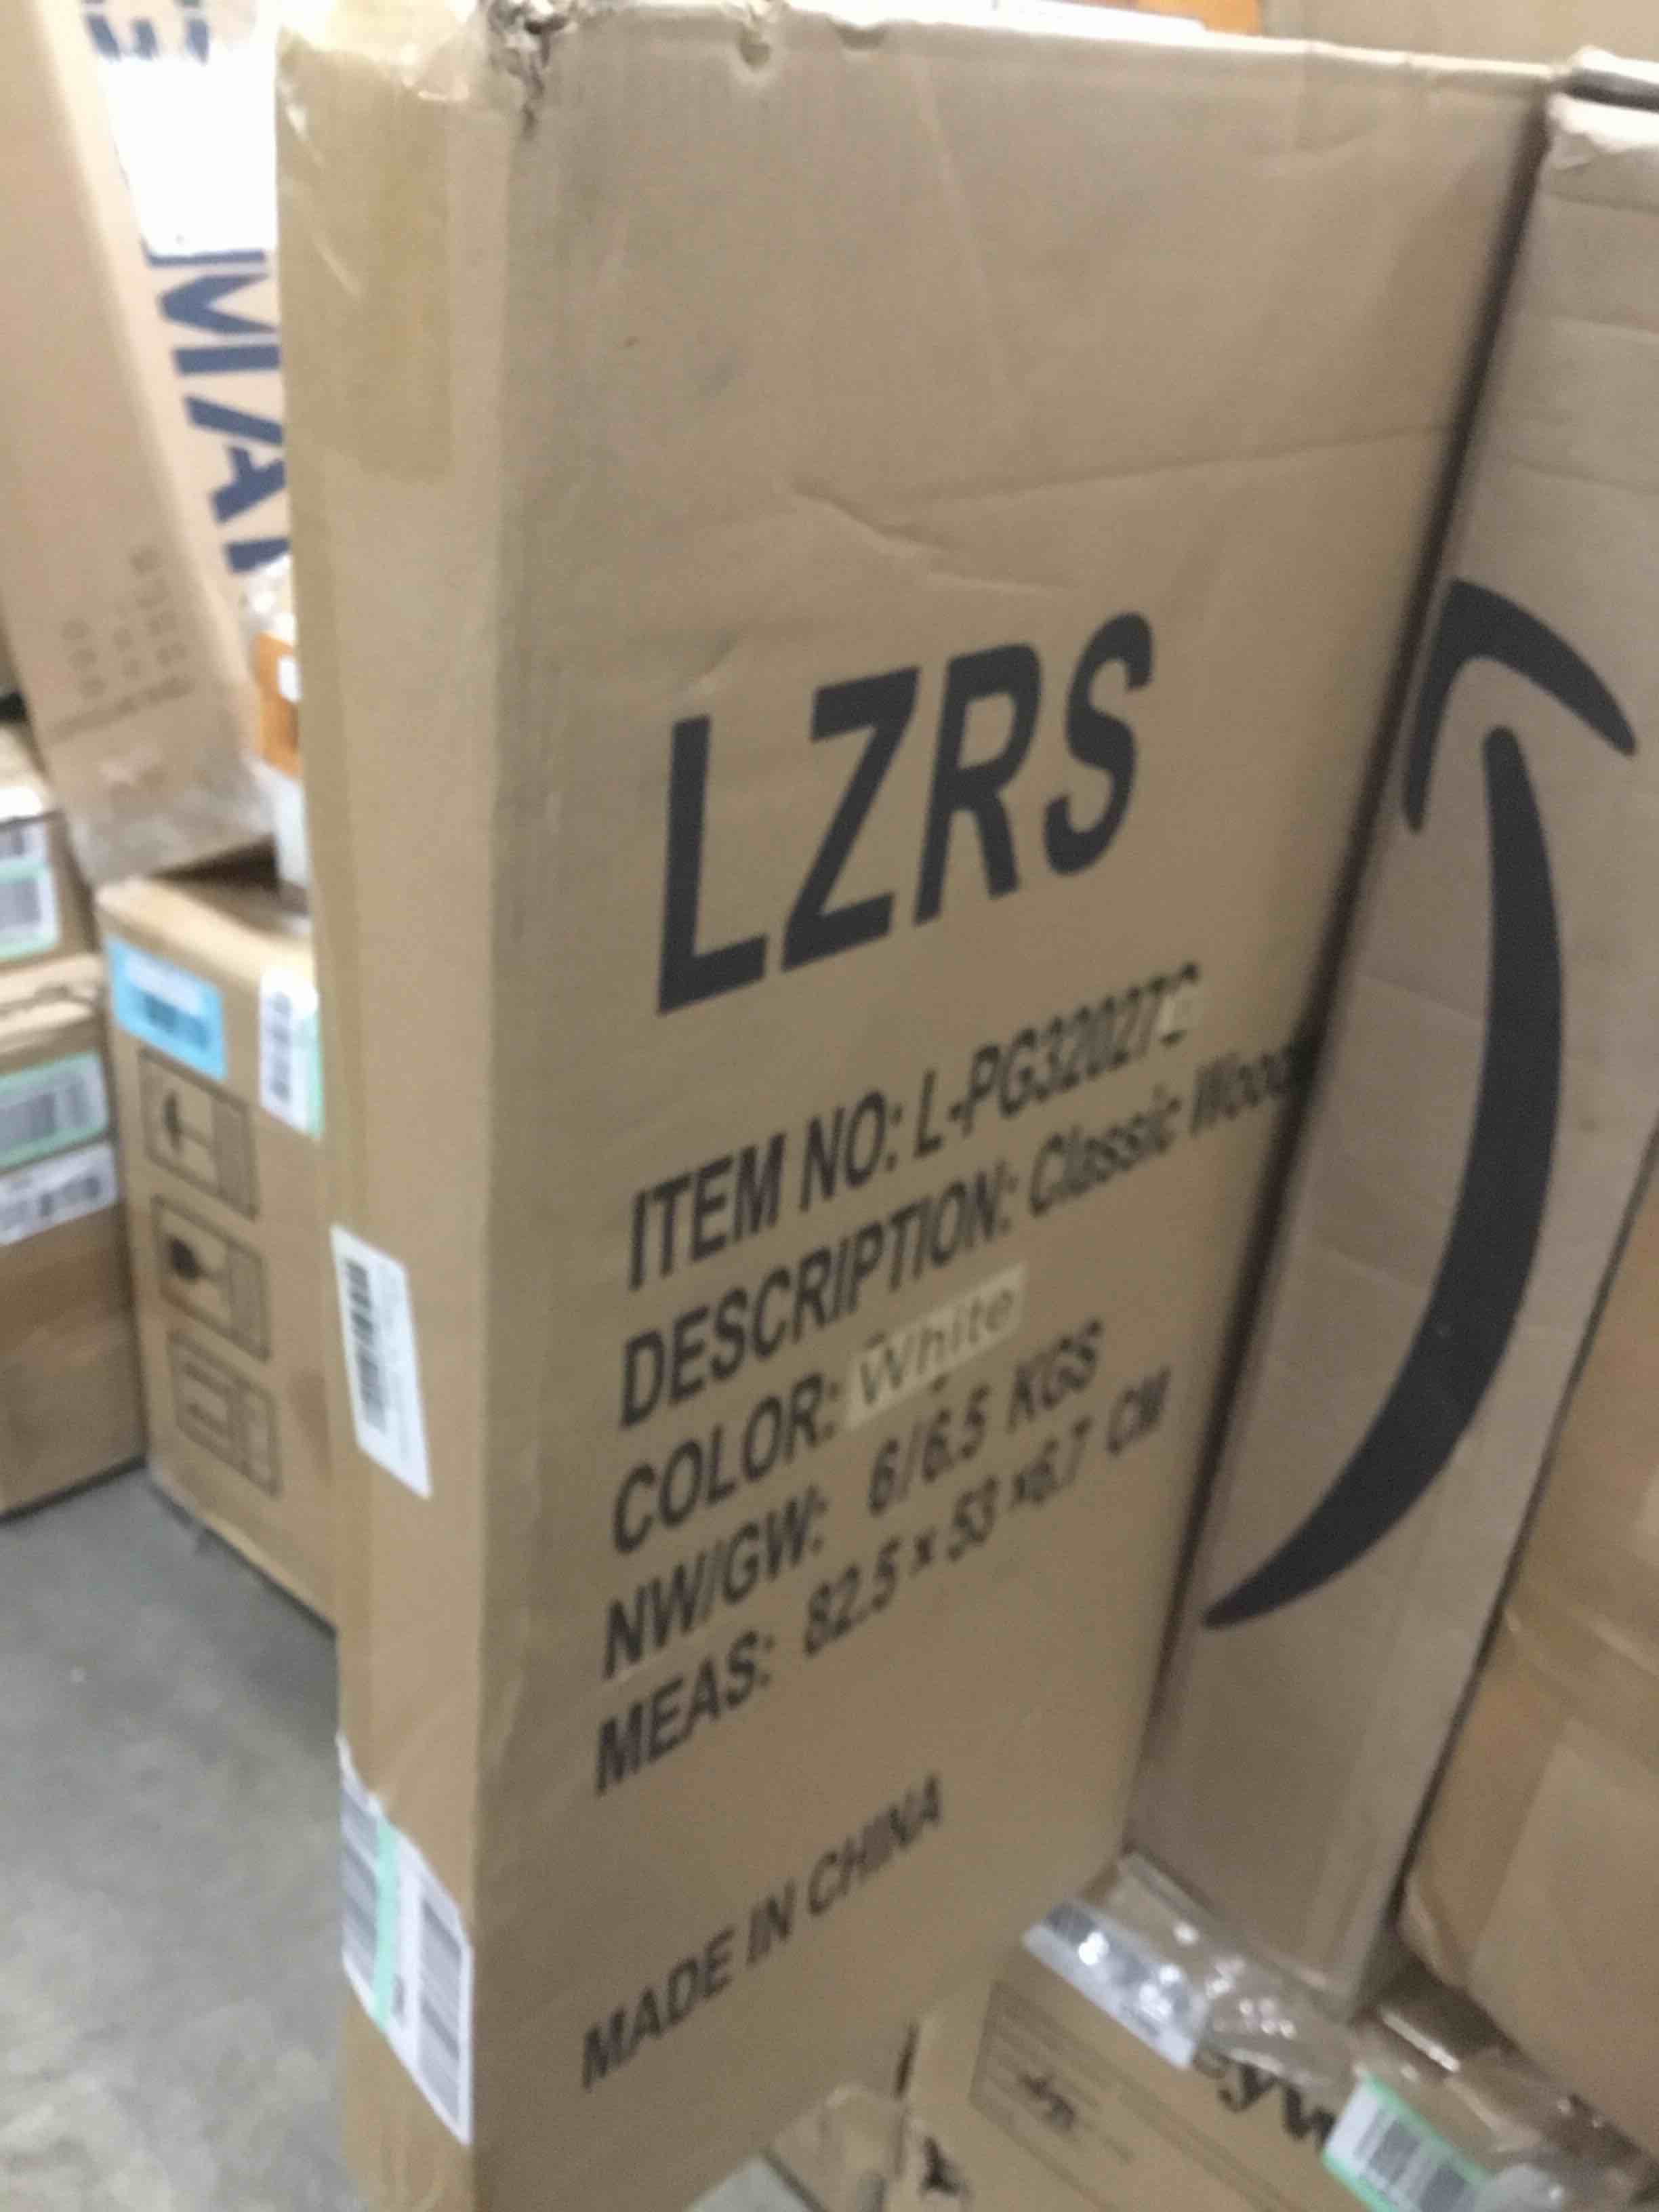 LZRS
ITEM NO: L-PG32027C
DESCRIPTION: Classic Wood
COLOR: White
NW/GW: 6/6.5 KGS
MEAS: 82.5 x 53 x6.7 CM
MADE IN CHINA